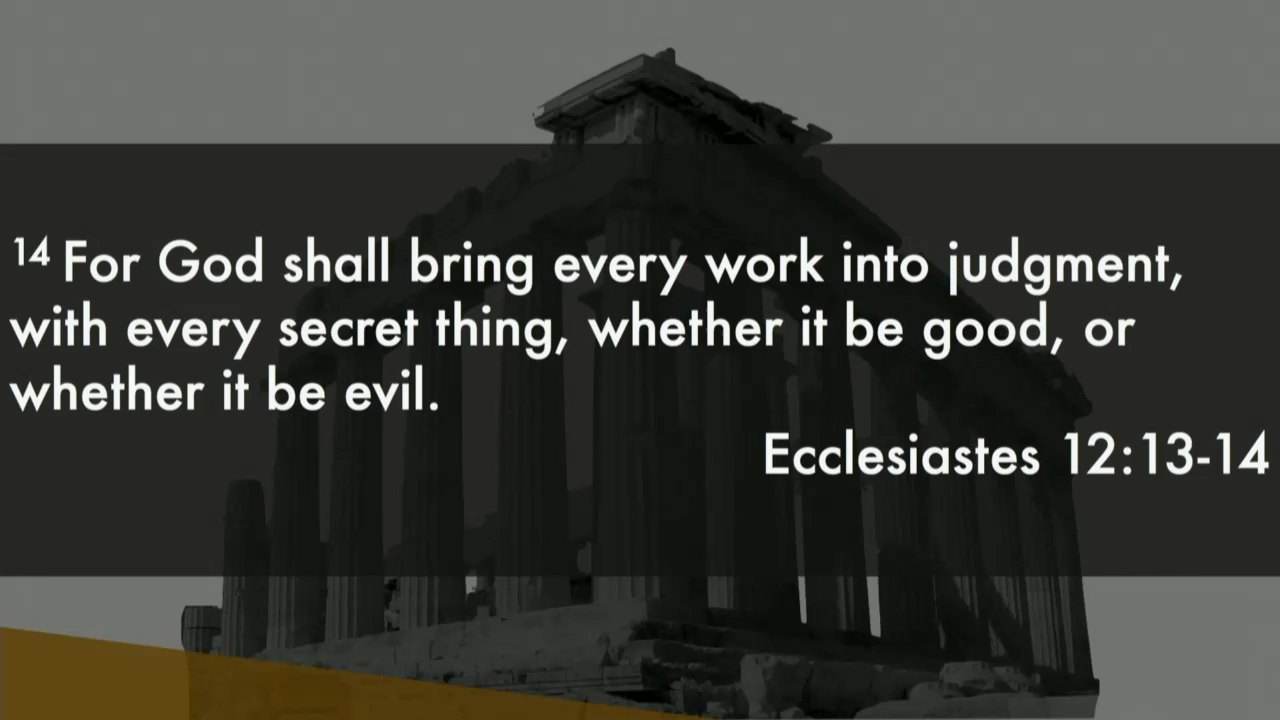 14 For God shall bring every work into judgment,
with every secret thing, whether it be good, or
whether it be evil.
Ecclesiastes 12:13-14